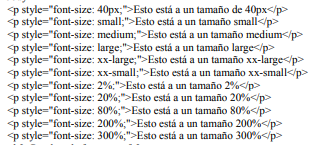 <p style="font-size: 40px;">Esto está a un tamaño de 40px</p>
<p style="font-size: small;">Esto está a un tamaño small</p>
<p style="font-size: medium;">Esto está a un tamaño medium</p>
<p style="font-size: large;">Esto está a un tamaño large</p>
<p style="font-size: xx-large;">Esto está a un tamaño xx-large</p>
<p style="font-size: xx-small;">Esto está a un tamaño xx-small</p>
<p style="font-size: 2%;">Esto está a un tamaño 2%</p>
<p style="font-size: 20%;">Esto está a un tamaño 20%</p>
<p style="font-size: 80%;">Esto está a un tamaño 80%</p>
<p style="font-size: 200%;">Esto está a un tamaño 200%</p>
<p style="font-size: 300%;">Esto está a un tamaño 300%</p>